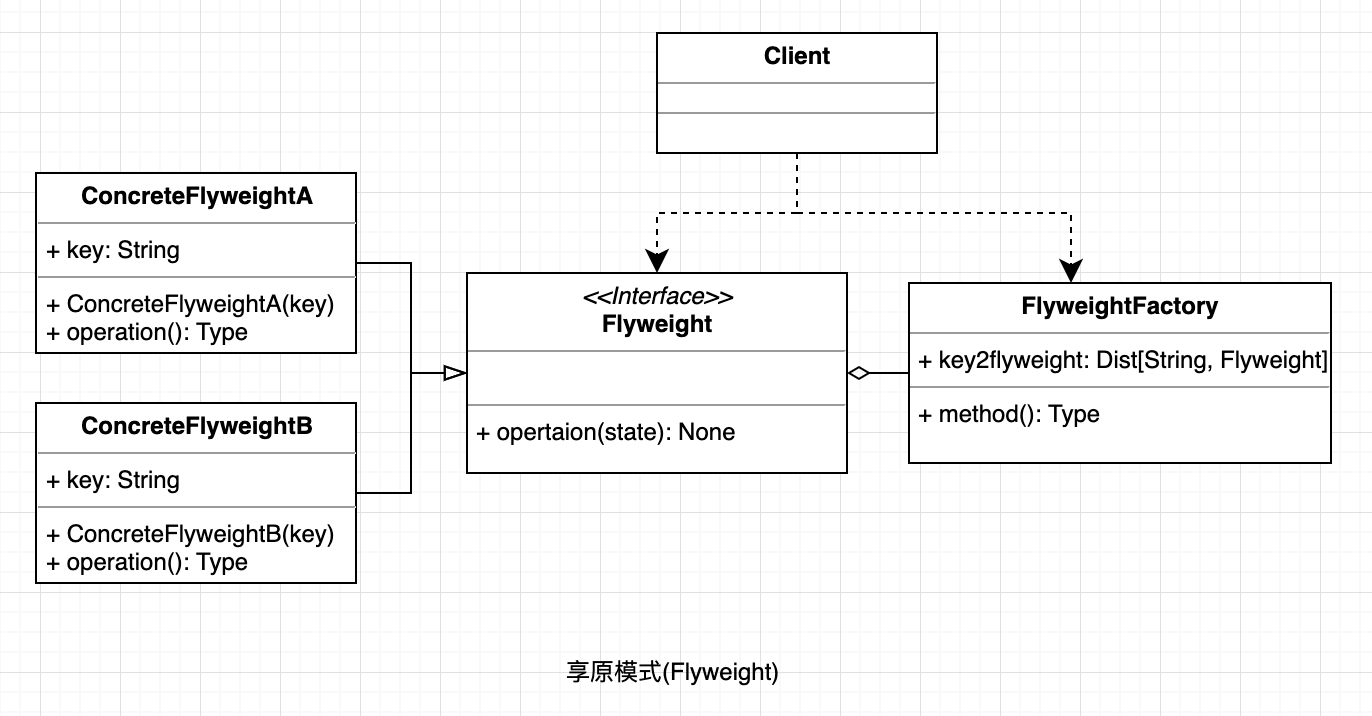 Client
ConcreteFlyweightA
+ key: String
+ ConcreteFlyweightA(key)
+ operation(): Type
ConcreteFlyweightB
+ key: String
+ ConcreteFlyweightB(key)
+ operation(): Type
<<Interface>>
Flyweight
+ opertaion(state): None
FlyweightFactory
+ key2flyweight: Dist[String, Flyweight]
+ method(): Type
享原模式(Flyweight)